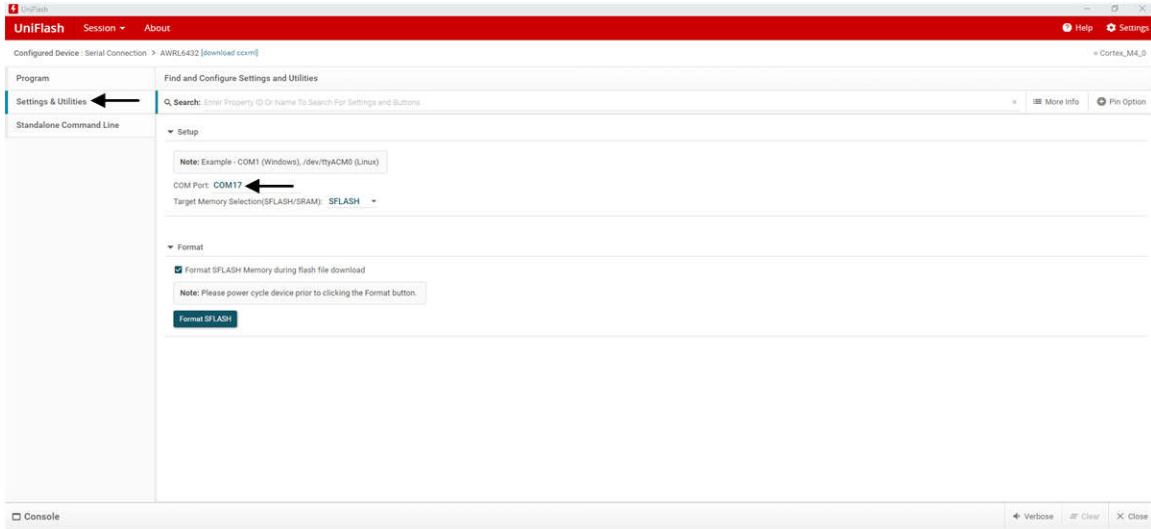 UniFlash
UniFlash Session About Help Settings
Configured Device : Serial Connection > AWRL6432 [download ccxml] Cortex_M4_0
Program
Settings & Utilities
Standalone Command Line
Find and Configure Settings and Utilities
Search: Enter Property ID Or Name To Search For Settings and Buttons × More Info Pin Option
Setup
Note: Example - COM1 (Windows), /dev/ttyACM0 (Linux)
COM Port: COM17
Target Memory Selection(SFLASH/SRAM): SFLASH
Format
Format SFLASH Memory during flash file download
Note: Please power cycle device prior to clicking the Format button.
Format SFLASH
Console Verbose Clear Close